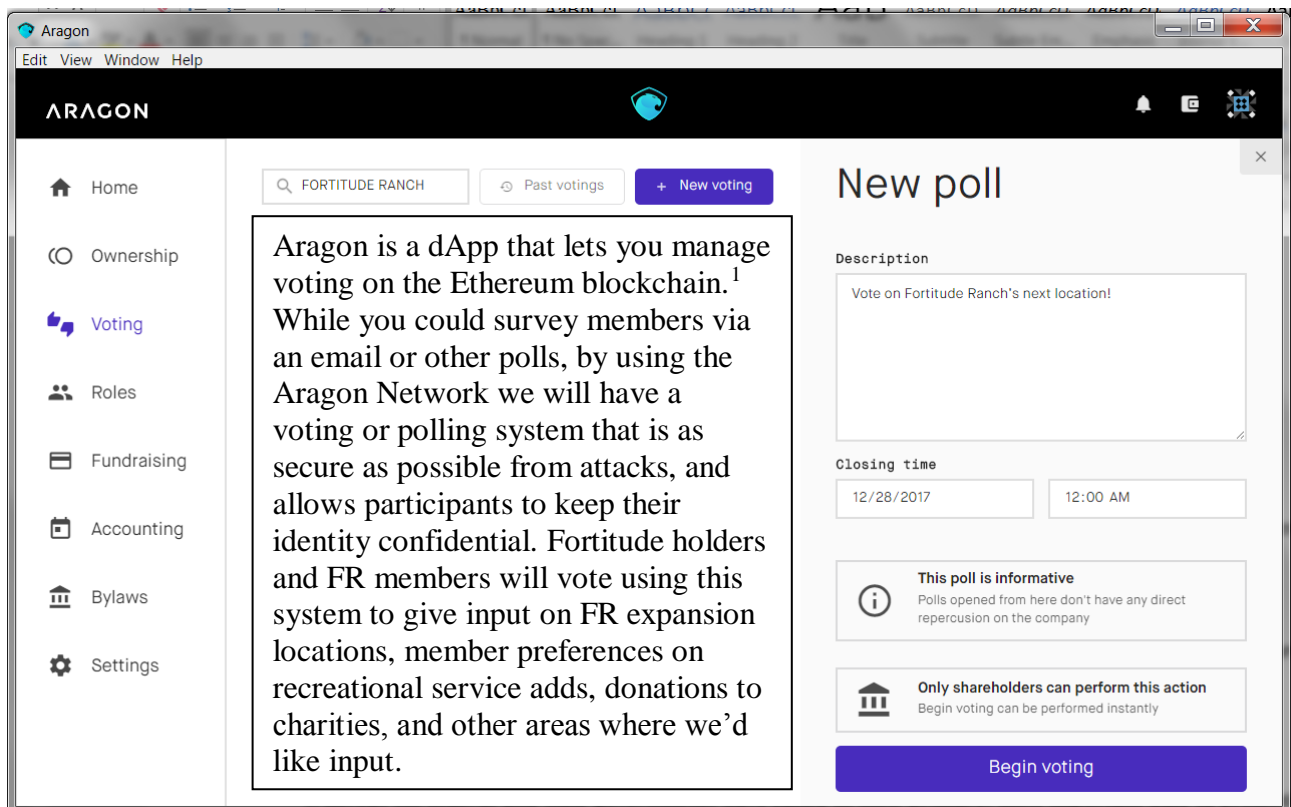 Aragon
Edit View Window Help
ARAGON
Home
Ownership
Voting
Roles
Fundraising
Accounting
Bylaws
Settings
FORTITUDE RANCH
Past votings
+ New voting
Aragon is a dApp that lets you manage
voting on the Ethereum blockchain.1
While you could survey members via
an email or other polls, by using the
Aragon Network we will have a
voting or polling system that is as
secure as possible from attacks, and
allows participants to keep their
identity confidential. Fortitude holders
and FR members will vote using this
system to give input on FR expansion
locations, member preferences on
recreational service adds, donations to
charities, and other areas where we'd
like input.
New poll
Description
Vote on Fortitude Ranch's next location!
Closing time
12/28/2017
12:00 AM
This poll is informative
Polls opened from here don't have any direct
repercusion on the company
Only shareholders can perform this action
Begin voting can be performed instantly
Begin voting